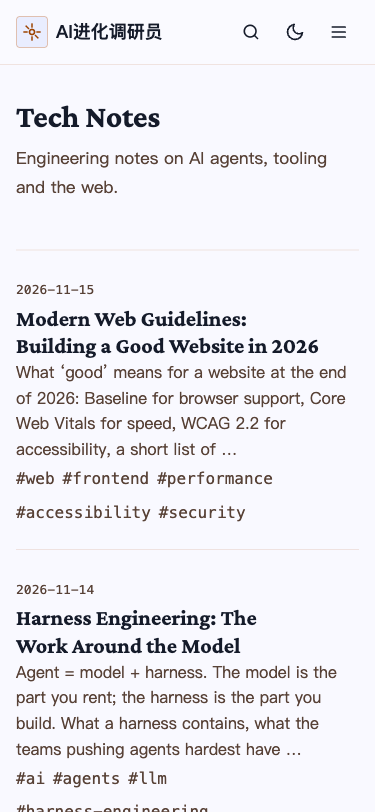 AI进化调研员
Tech Notes
Engineering notes on AI agents, tooling
and the web.
2026-11-15
Modern Web Guidelines:
Building a Good Website in 2026
What ‘good’ means for a website at the end
of 2026: Baseline for browser support, Core
Web Vitals for speed, WCAG 2.2 for
accessibility, a short list of …
#web #frontend #performance
#accessibility #security
2026-11-14
Harness Engineering: The
Work Around the Model
Agent = model + harness. The model is the
part you rent; the harness is the part you
build. What a harness contains, what the
teams pushing agents hardest have …
#ai #agents #llm
#harness-engineering